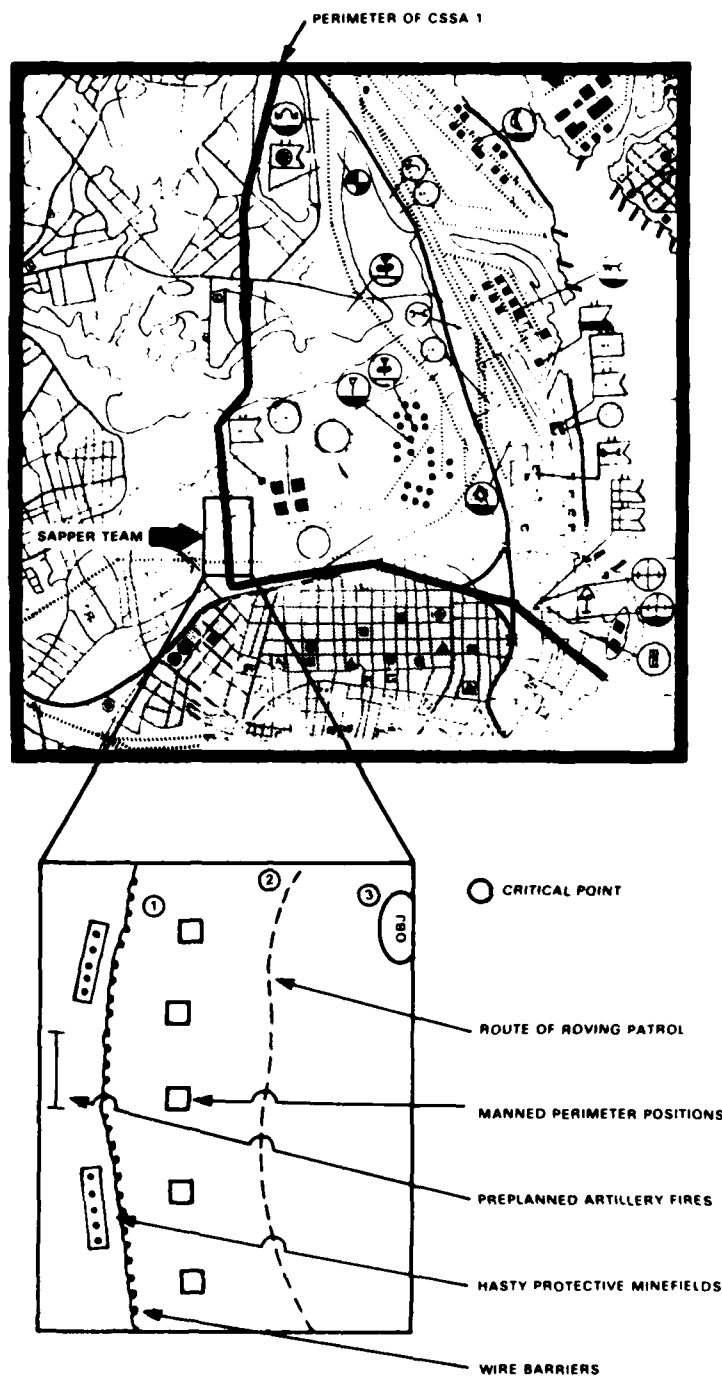 PERIMETER OF CSSA 1
SAPPER TEAM
1
2
3
OBJ
CRITICAL POINT
ROUTE OF ROVING PATROL
MANNED PERIMETER POSITIONS
PREPLANNED ARTILLERY FIRES
HASTY PROTECTIVE MINEFIELDS
WIRE BARRIERS